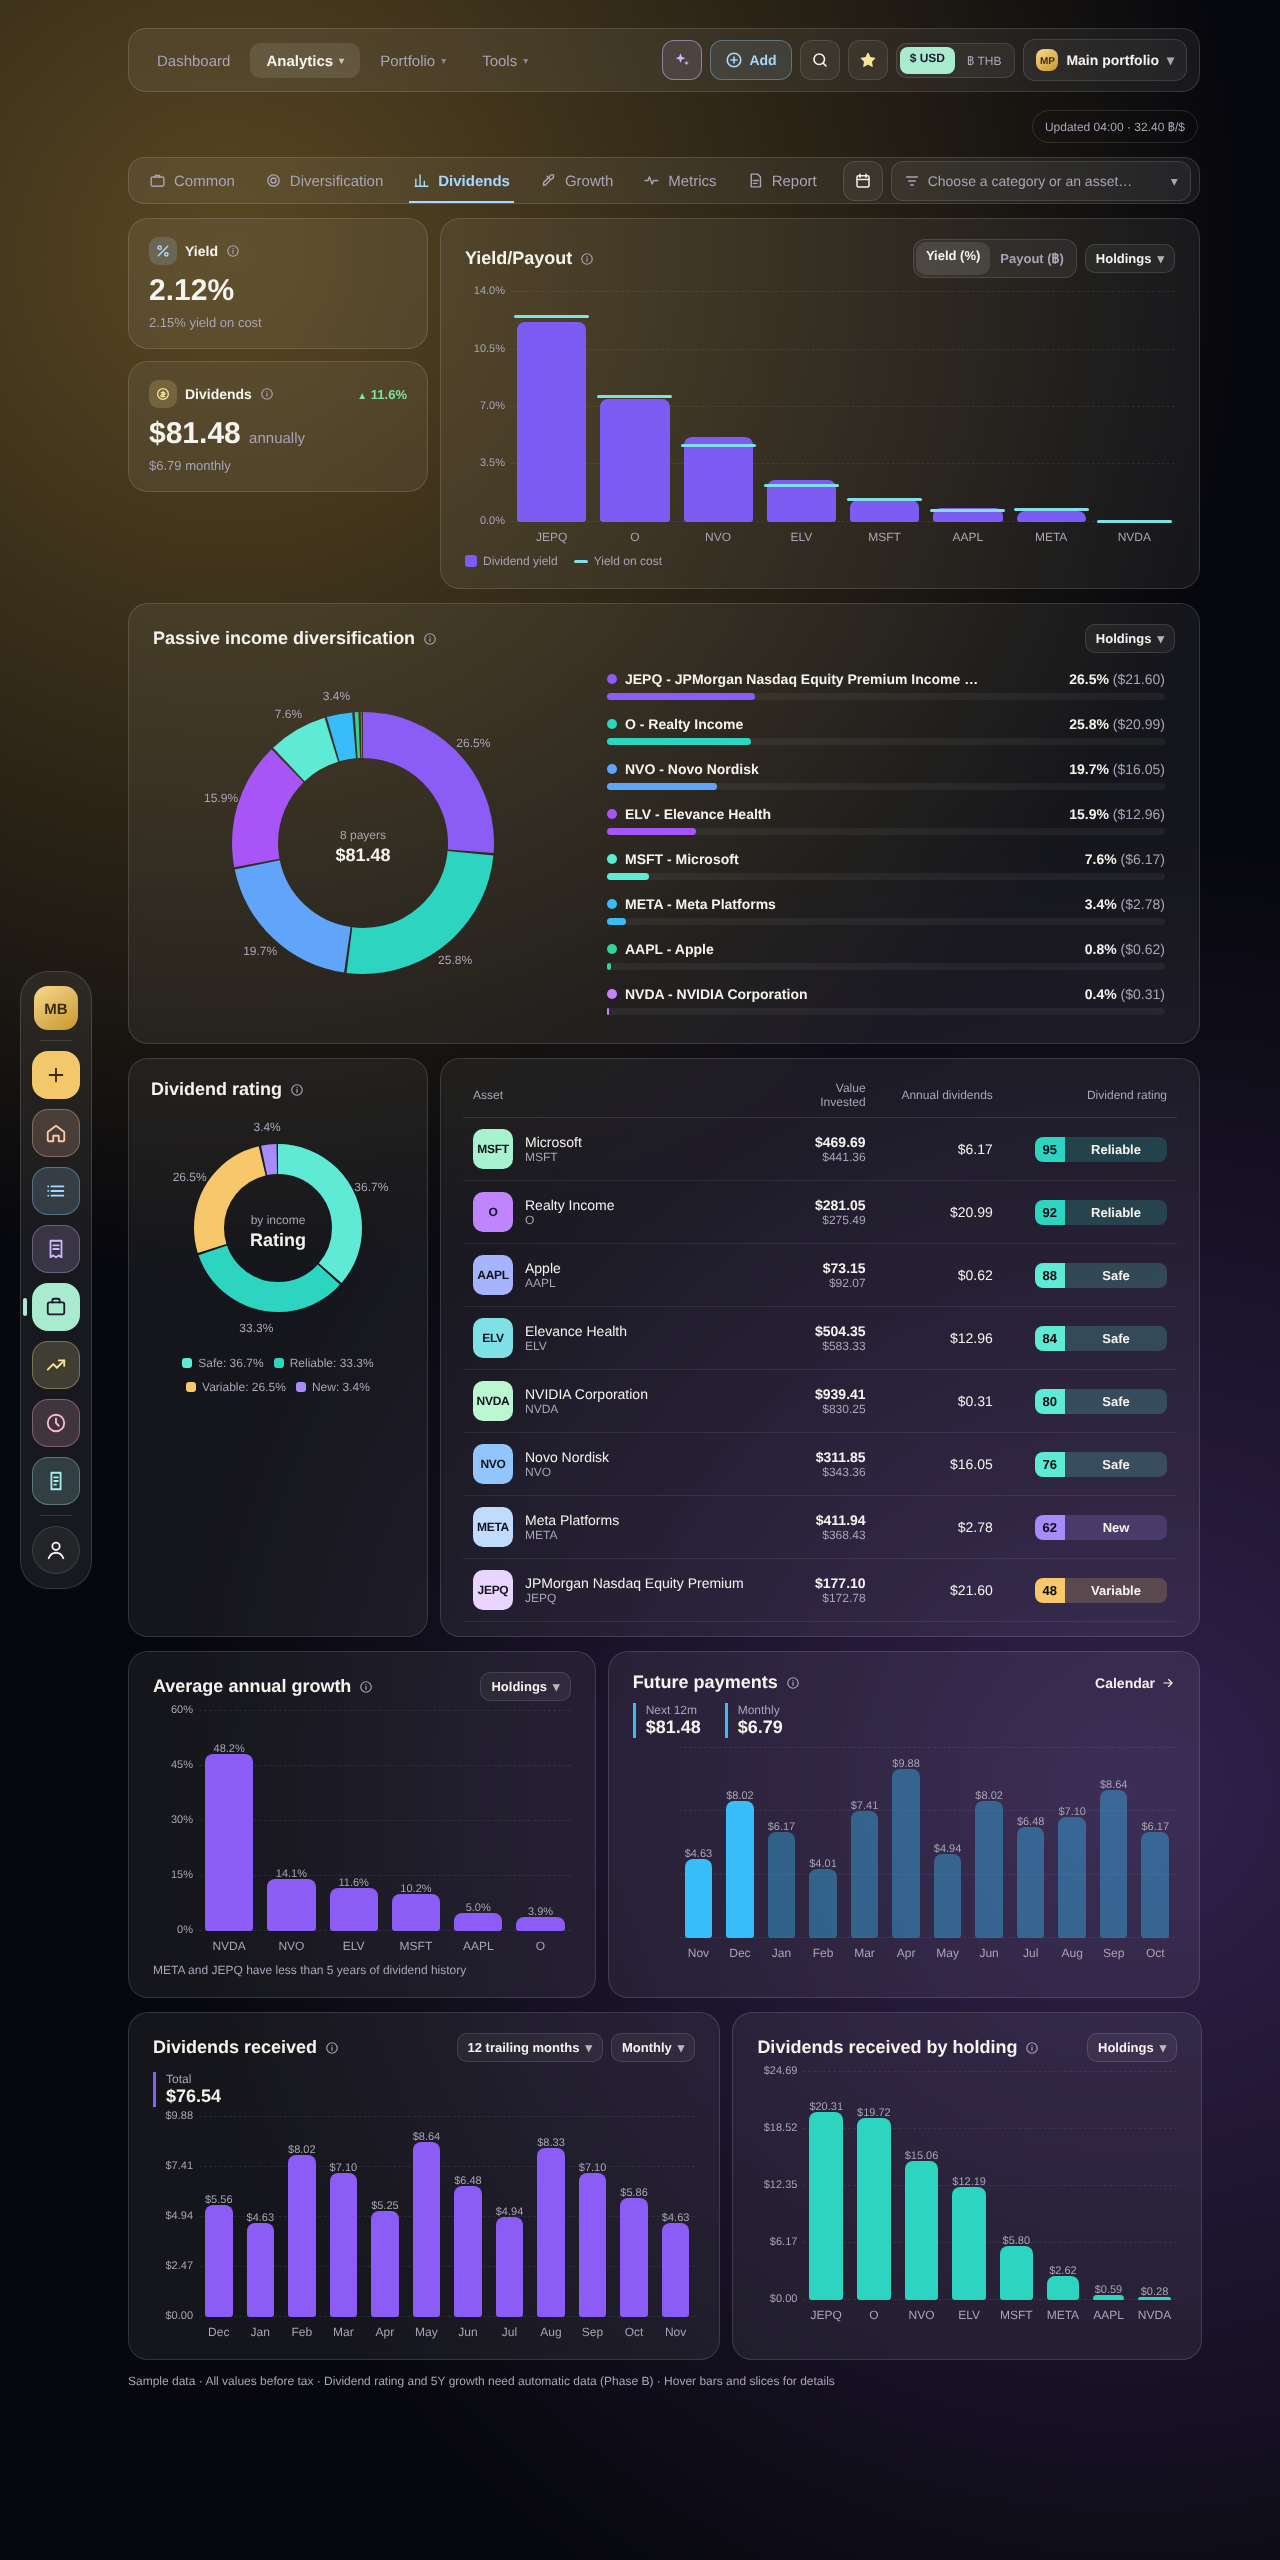 Dashboard Analytics ▾ Portfolio ▾ Tools ▾ Add $ USD ฿ THB MP Main portfolio ▾
Updated 04:00 · 32.40 ฿/$
Common Diversification Dividends Growth Metrics Report Choose a category or an asset… ▾
Yield
2.12%
2.15% yield on cost
Dividends ▲ 11.6%
$81.48 annually
$6.79 monthly
Yield/Payout Yield (%) Payout (฿) Holdings ▾
14.0%
10.5%
7.0%
3.5%
0.0%
JEPQ O NVO ELV MSFT AAPL META NVDA
Dividend yield Yield on cost
Passive income diversification Holdings ▾
3.4%
7.6%
26.5%
15.9%
8 payers
$81.48
19.7%
25.8%
JEPQ - JPMorgan Nasdaq Equity Premium Income … 26.5% ($21.60)
O - Realty Income 25.8% ($20.99)
NVO - Novo Nordisk 19.7% ($16.05)
ELV - Elevance Health 15.9% ($12.96)
MSFT - Microsoft 7.6% ($6.17)
META - Meta Platforms 3.4% ($2.78)
AAPL - Apple 0.8% ($0.62)
NVDA - NVIDIA Corporation 0.4% ($0.31)
MB
Dividend rating
3.4%
26.5%
36.7%
by income
Rating
33.3%
Safe: 36.7% Reliable: 33.3%
Variable: 26.5% New: 3.4%
Asset Value Invested Annual dividends Dividend rating
MSFT Microsoft MSFT $469.69 $441.36 $6.17 95 Reliable
O Realty Income O $281.05 $275.49 $20.99 92 Reliable
AAPL Apple AAPL $73.15 $92.07 $0.62 88 Safe
ELV Elevance Health ELV $504.35 $583.33 $12.96 84 Safe
NVDA NVIDIA Corporation NVDA $939.41 $830.25 $0.31 80 Safe
NVO Novo Nordisk NVO $311.85 $343.36 $16.05 76 Safe
META Meta Platforms META $411.94 $368.43 $2.78 62 New
JEPQ JPMorgan Nasdaq Equity Premium JEPQ $177.10 $172.78 $21.60 48 Variable
Average annual growth Holdings ▾
60%
45%
30%
15%
0%
48.2% 14.1% 11.6% 10.2% 5.0% 3.9%
NVDA NVO ELV MSFT AAPL O
META and JEPQ have less than 5 years of dividend history
Future payments Calendar →
Next 12m Monthly
$81.48 $6.79
$4.63 $8.02 $6.17 $4.01 $7.41 $9.88 $4.94 $8.02 $6.48 $7.10 $8.64 $6.17
Nov Dec Jan Feb Mar Apr May Jun Jul Aug Sep Oct
Dividends received 12 trailing months ▾ Monthly ▾
Total
$76.54
$9.88
$7.41
$4.94
$2.47
$0.00
$5.56 $4.63 $8.02 $7.10 $5.25 $8.64 $6.48 $4.94 $8.33 $7.10 $5.86 $4.63
Dec Jan Feb Mar Apr May Jun Jul Aug Sep Oct Nov
Dividends received by holding Holdings ▾
$24.69
$18.52
$12.35
$6.17
$0.00
$20.31 $19.72 $15.06 $12.19 $5.80 $2.62 $0.59 $0.28
JEPQ O NVO ELV MSFT META AAPL NVDA
Sample data · All values before tax · Dividend rating and 5Y growth need automatic data (Phase B) · Hover bars and slices for details